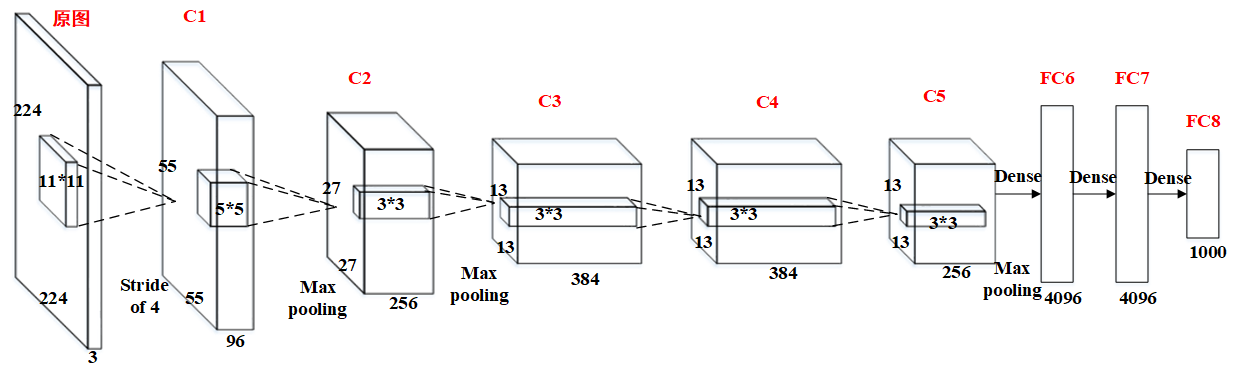 原图
224
11*11
224
3
Stride
of 4
C1
55
5*5
55
96
Max
pooling
C2
27
3*3
27
256
Max
pooling
C3
13
3*3
13
384
C4
13
3*3
13
384
C5
13
3*3
13
256
Max
pooling
Dense
FC6
4096
Dense
FC7
4096
Dense
FC8
1000